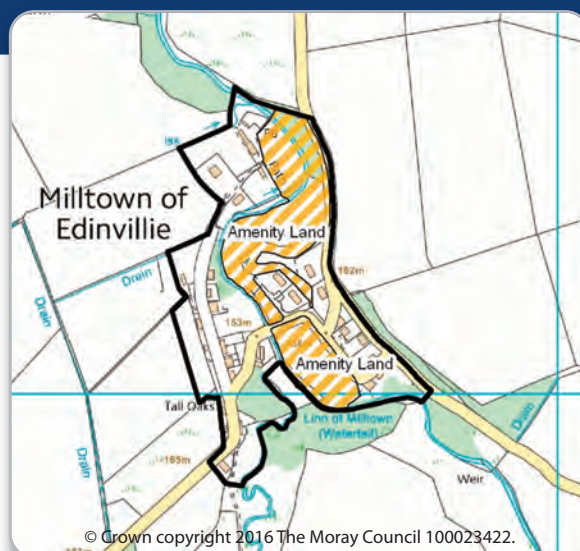 Milltown of
Edinvillie
Amenity Land
Drain
Drain
162m
153m
Amenity Land
Tall Oaks
Linn of Milltown
(Waterfall)
Drain
Drain
165m
Weir
© Crown copyright 2016 The Moray Council 100023422.